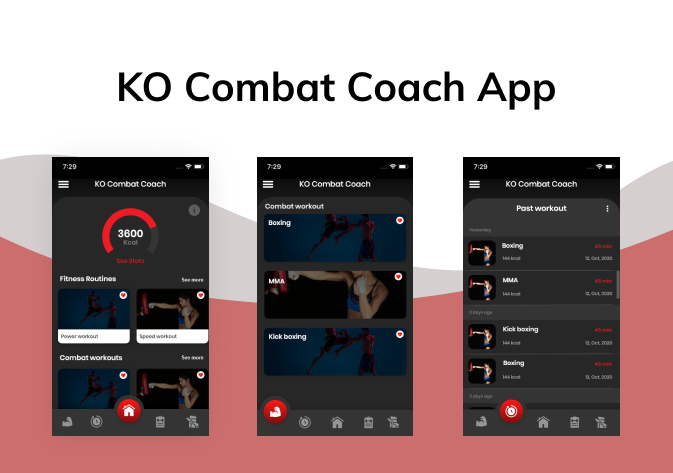 KO Combat Coach App
7:29
KO Combat Coach
3600
Kcal
See Stats
Fitness Routines
See more
Power workout
Speed workout
Combat workouts
See more
7:29
KO Combat Coach
Combat workout
Boxing
MMA
Kick boxing
7:29
KO Combat Coach
Past workout
Yesterday
Boxing
45 min
144 kcal
12, Oct, 2020
MMA
45 min
144 kcal
12, Oct, 2020
2 days ago
Kick boxing
45 min
144 kcal
12, Oct, 2020
Boxing
45 min
144 kcal
12, Oct, 2020
3 days ago